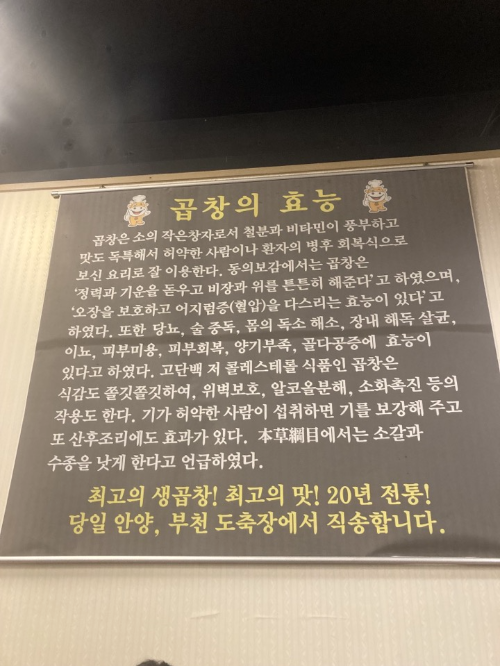 곱창의 효능
곱창은 소의 작은창자로서 철분과 비타민이 풍부하고
맛도 독특해서 허약한 사람이나 환자의 병후 회복식으로
보신 요리로 잘 이용한다. 동의보감에서는 곱창은
'정력과 기운을 돋우고 비장과 위를 튼튼히 해준다'고 하였으며,
'오장을 보호하고 어지럼증(혈압)을 다스리는 효능이 있다'고
하였다. 또한 당뇨, 술 중독, 몸의 독소 해소, 장내 해독 살균,
이뇨, 피부미용, 피부회복, 양기부족, 골다공증에 효능이
있다고 하였다. 고단백 저 콜레스테롤 식품인 곱창은
식감도 쫄깃쫄깃하여, 위벽보호, 알코올분해, 소화촉진 등의
작용도 한다. 기가 허약한 사람이 섭취하면 기를 보강해 주고
또 산후조리에도 효과가 있다. 本草綱目에서는 소갈과
수종을 낫게 한다고 언급하였다.
최고의 생곱창! 최고의 맛! 20년 전통!
당일 안양, 부천 도축장에서 직송합니다.